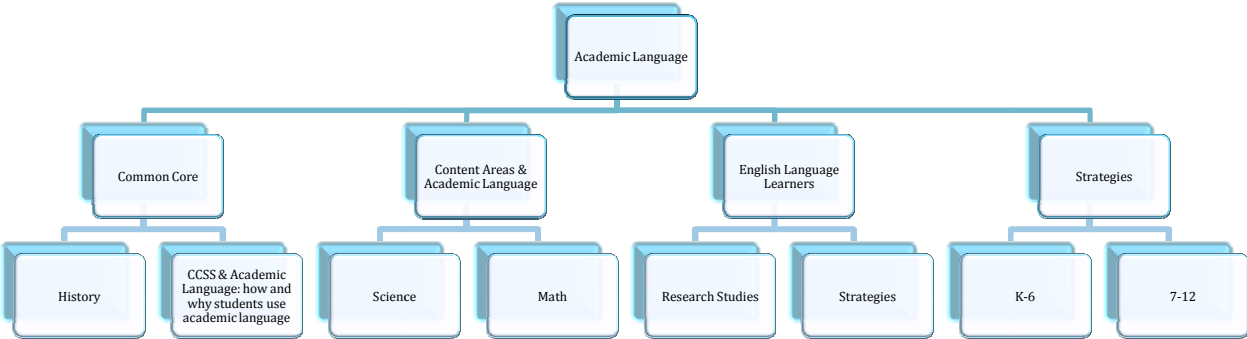 Academic Language
Common Core
Content Areas &
Academic Language
English Language
Learners
Strategies
History
CCSS & Academic
Language: how and
why students use
academic language
Science
Math
Research Studies
Strategies
K-6
7-12